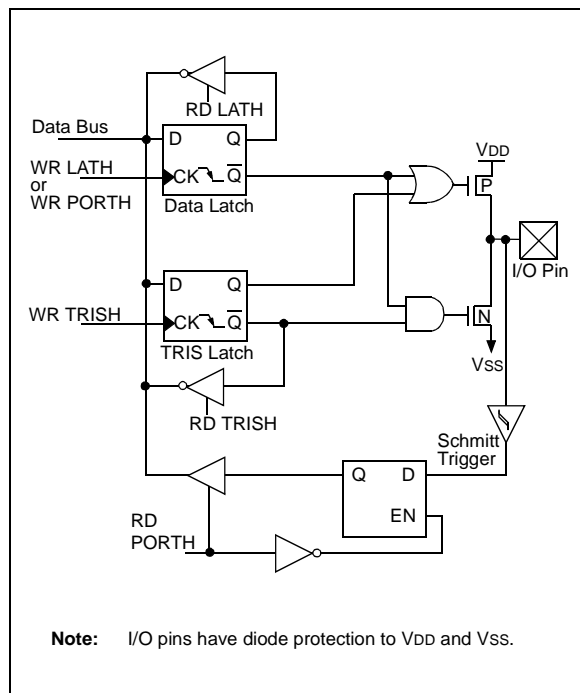 RD LATH
Data Bus
D Q
VDD
WR LATH
or
WR PORTH
CK Q
P
Data Latch
I/O Pin
D Q
N
WR TRISH
CK Q
TRIS Latch
VSS
RD TRISH
Schmitt
Trigger
Q D
EN
RD
PORTH
Note: I/O pins have diode protection to VDD and VSS.